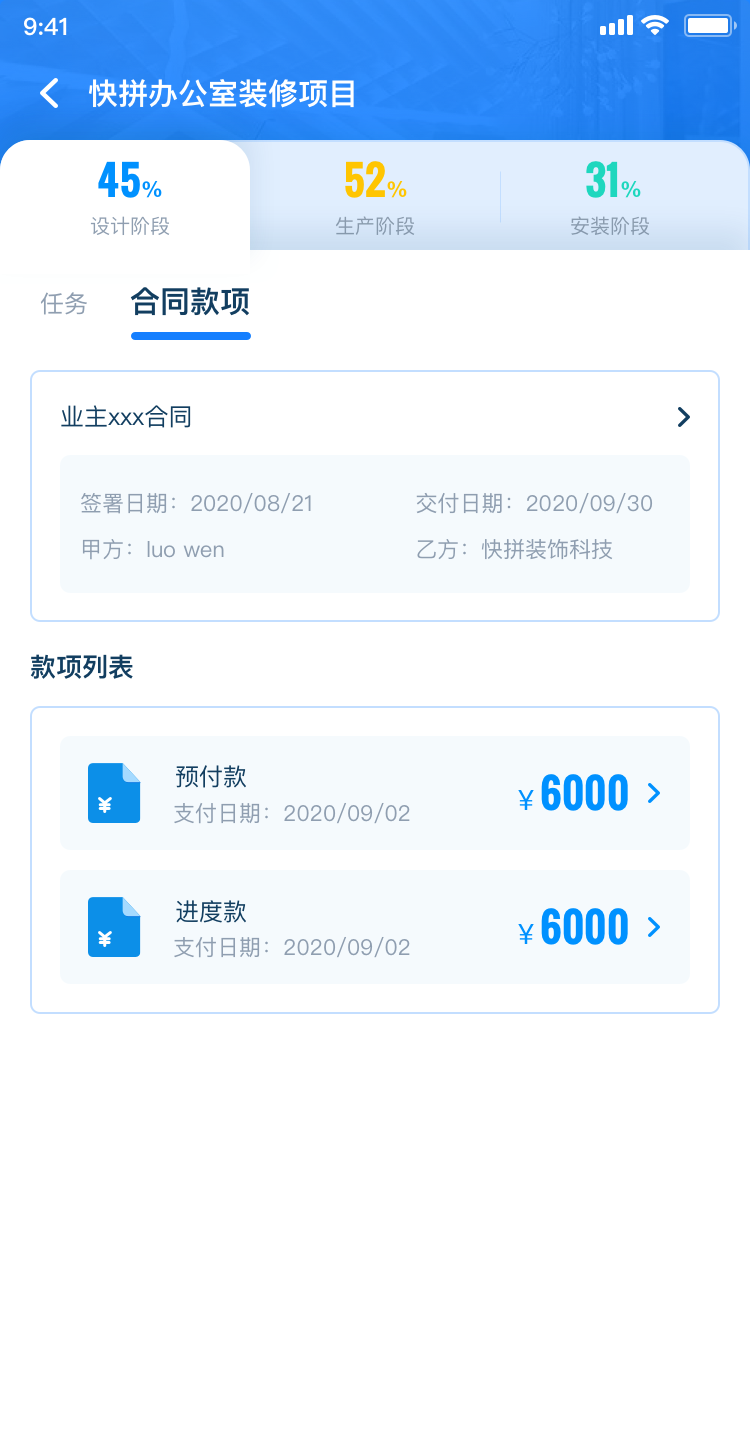 9:41
快拼办公室装修项目
45% 52% 31%
设计阶段 生产阶段 安装阶段
任务 合同款项
业主xxx合同
签署日期：2020/08/21 交付日期：2020/09/30
甲方：luo wen 乙方：快拼装饰科技
款项列表
预付款
¥ ¥6000
支付日期：2020/09/02
进度款
¥ ¥6000
支付日期：2020/09/02